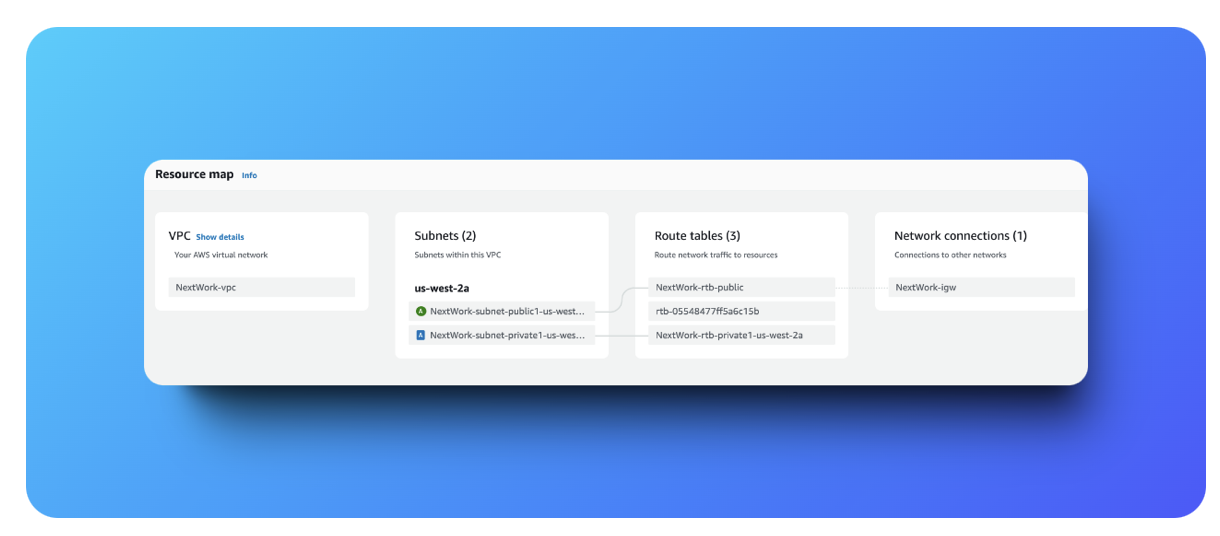 Resource map Info
VPC Show details
Your AWS virtual network
NextWork-vpc
Subnets (2)
Subnets within this VPC
us-west-2a
A NextWork-subnet-public1-us-west...
A NextWork-subnet-private1-us-wes...
Route tables (3)
Route network traffic to resources
NextWork-rtb-public
rtb-05548477ff5a6c15b
NextWork-rtb-private1-us-west-2a
Network connections (1)
Connections to other networks
NextWork-igw